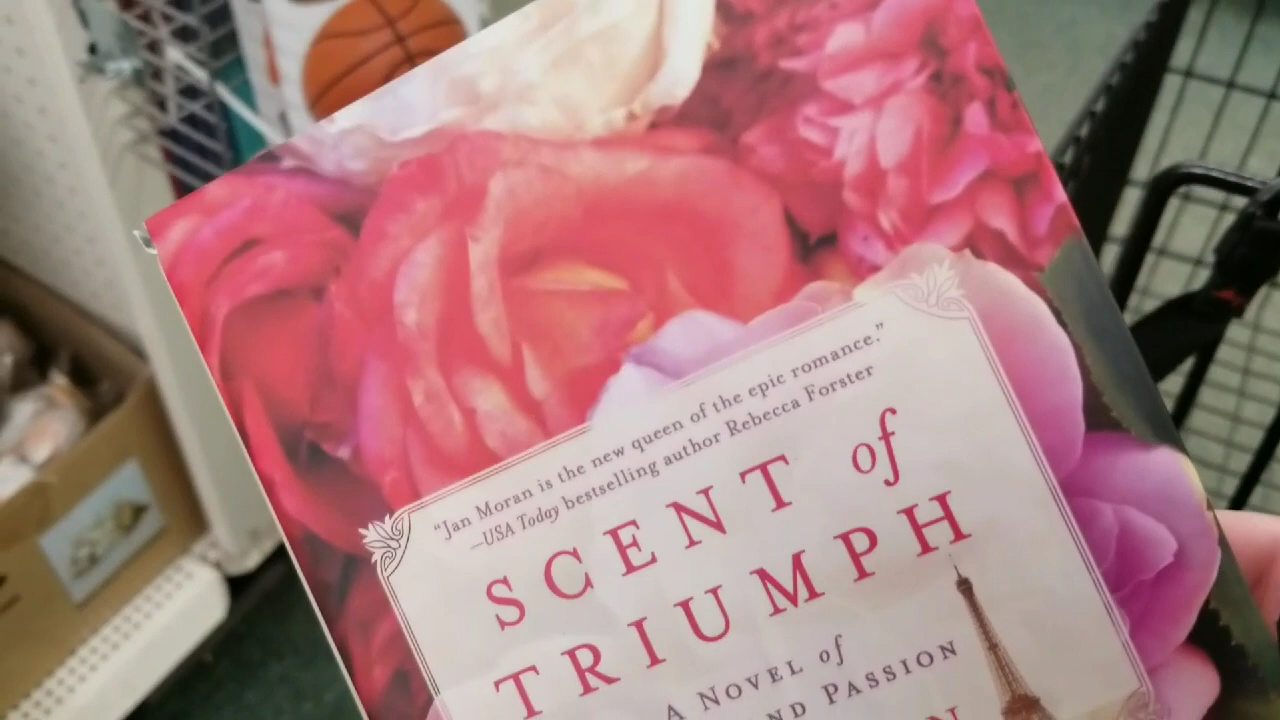 “Jan Moran is the new queen of the epic romance.”
—USA Today bestselling author Rebecca Forster
SCENT of
TRIUMPH
A NOVEL of
ND PASSION
N